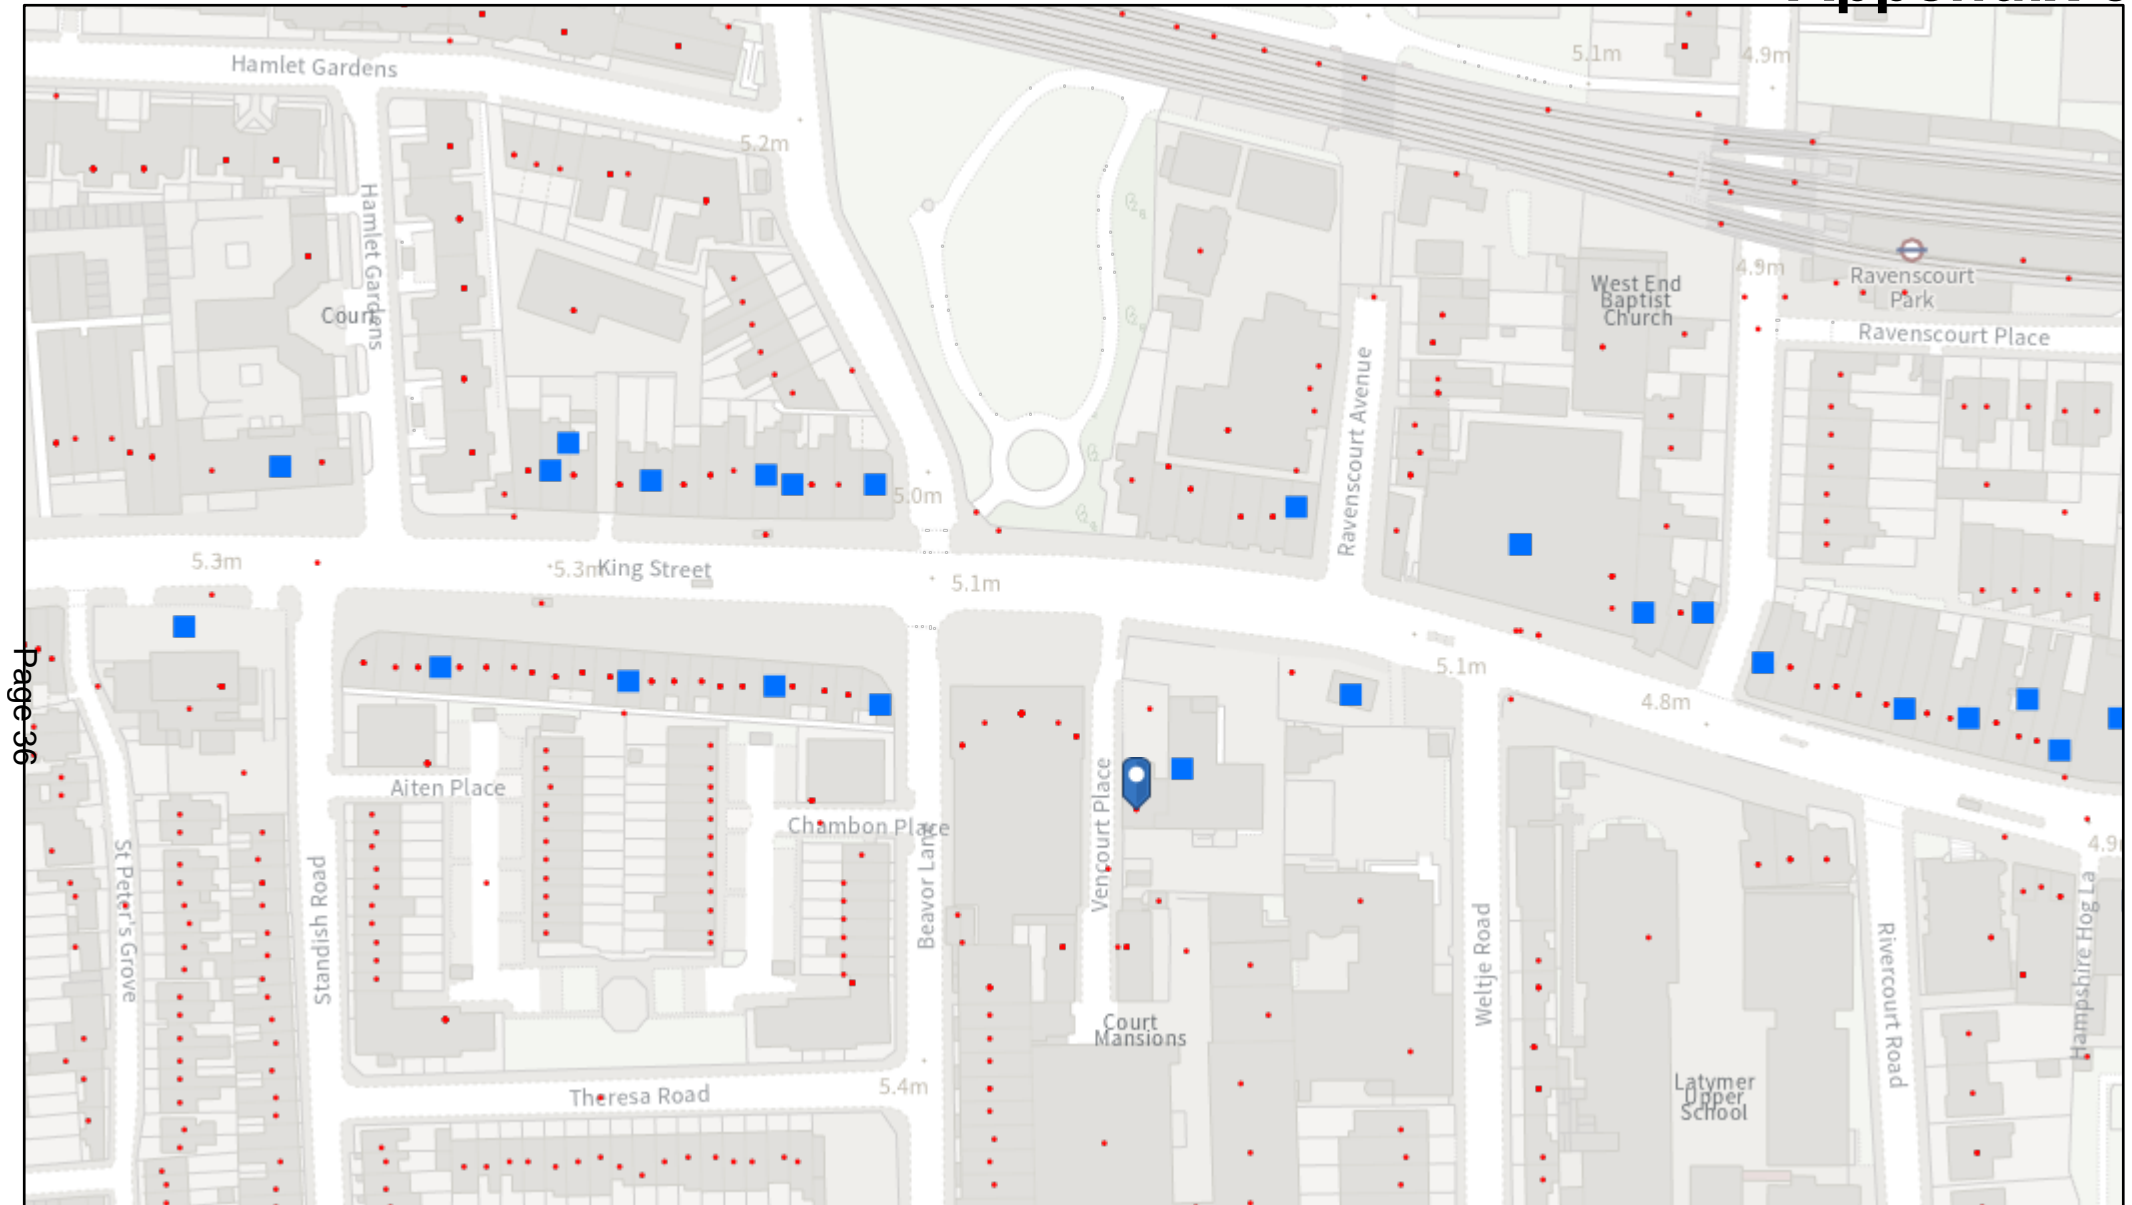 Hamlet Gardens
5.1m
4.9m
5.2m
Hamlet Gardens
Court
West End
Baptist
Church
4.9m
Ravenscourt
Park
Ravenscourt Place
Ravenscourt Avenue
5.0m
5.3m
5.3m
King Street
5.1m
5.1m
4.8m
Page 36
Aiten Place
Chambon Place
Beavor Lane
Vencourt Place
St Peter's Grove
Standish Road
Weltje Road
Rivercourt Road
Hampshire Hog La
4.9
Court
Mansions
Latymer
Upper
School
Theresa Road
5.4m